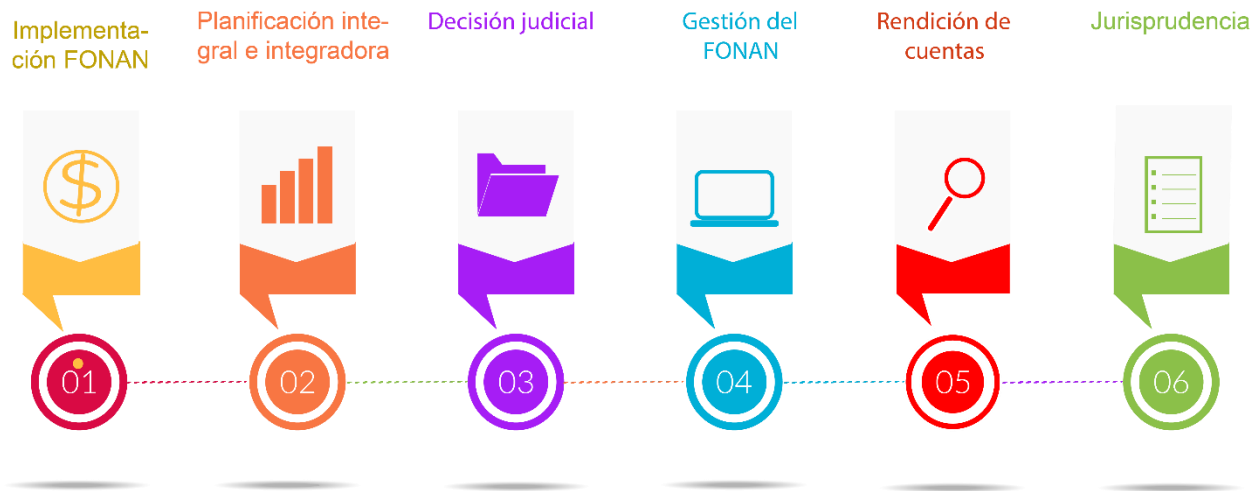 Implementa-
ción FONAN
Planificación inte-
gral e integradora
Decisión judicial
Gestión del
FONAN
Rendición de
cuentas
Jurisprudencia
$
01
02
03
04
05
06